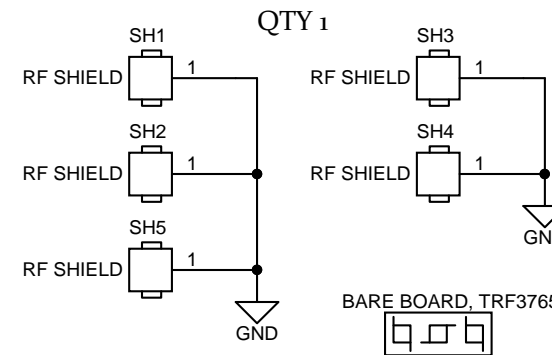 QTY 1
SH1
RF SHIELD
1
SH2
RF SHIELD
1
SH5
RF SHIELD
1
GND
SH3
RF SHIELD
1
SH4
RF SHIELD
1
GN
BARE BOARD, TRF3765